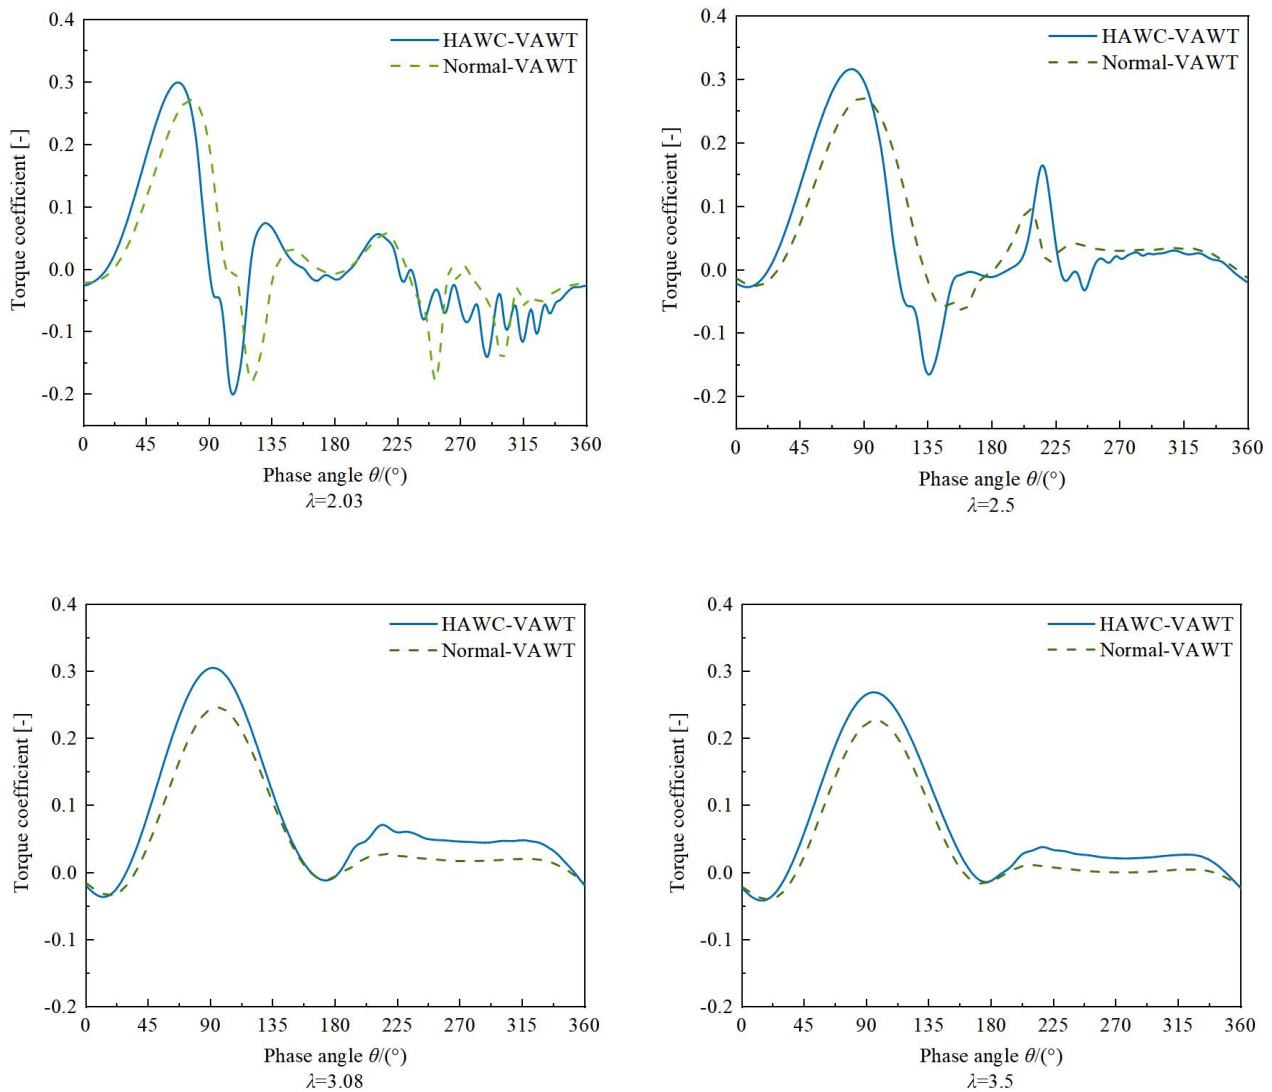 0.4
0.3
0.2
0.1
0.0
-0.1
-0.2
Torque coefficient [-]
HAWC-VAWT
Normal-VAWT
0 45 90 135 180 225 270 315 360
Phase angle θ/(°)
λ=2.03
0.4
0.3
0.2
0.1
0.0
-0.1
-0.2
Torque coefficient [-]
HAWC-VAWT
Normal-VAWT
0 45 90 135 180 225 270 315 360
Phase angle θ/(°)
λ=2.5
0.4
0.3
0.2
0.1
0.0
-0.1
-0.2
Torque coefficient [-]
HAWC-VAWT
Normal-VAWT
0 45 90 135 180 225 270 315 360
Phase angle θ/(°)
λ=3.08
0.4
0.3
0.2
0.1
0.0
-0.1
-0.2
Torque coefficient [-]
HAWC-VAWT
Normal-VAWT
0 45 90 135 180 225 270 315 360
Phase angle θ/(°)
λ=3.5